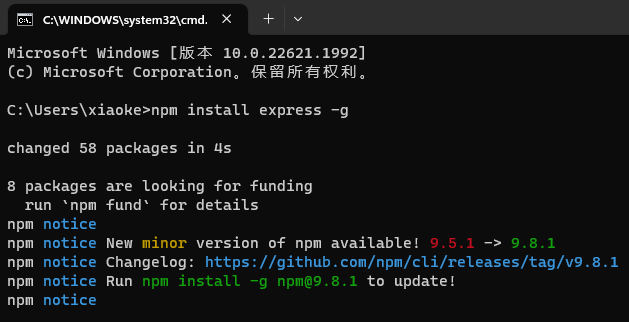 C:\WINDOWS\system32\cmd.
Microsoft Windows [版本 10.0.22621.1992]
(c) Microsoft Corporation。保留所有权利。
C:\Users\xiaoke>npm install express -g
changed 58 packages in 4s
8 packages are looking for funding
  run `npm fund` for details
npm notice
npm notice New minor version of npm available! 9.5.1 -> 9.8.1
npm notice Changelog: https://github.com/npm/cli/releases/tag/v9.8.1
npm notice Run npm install -g npm@9.8.1 to update!
npm notice